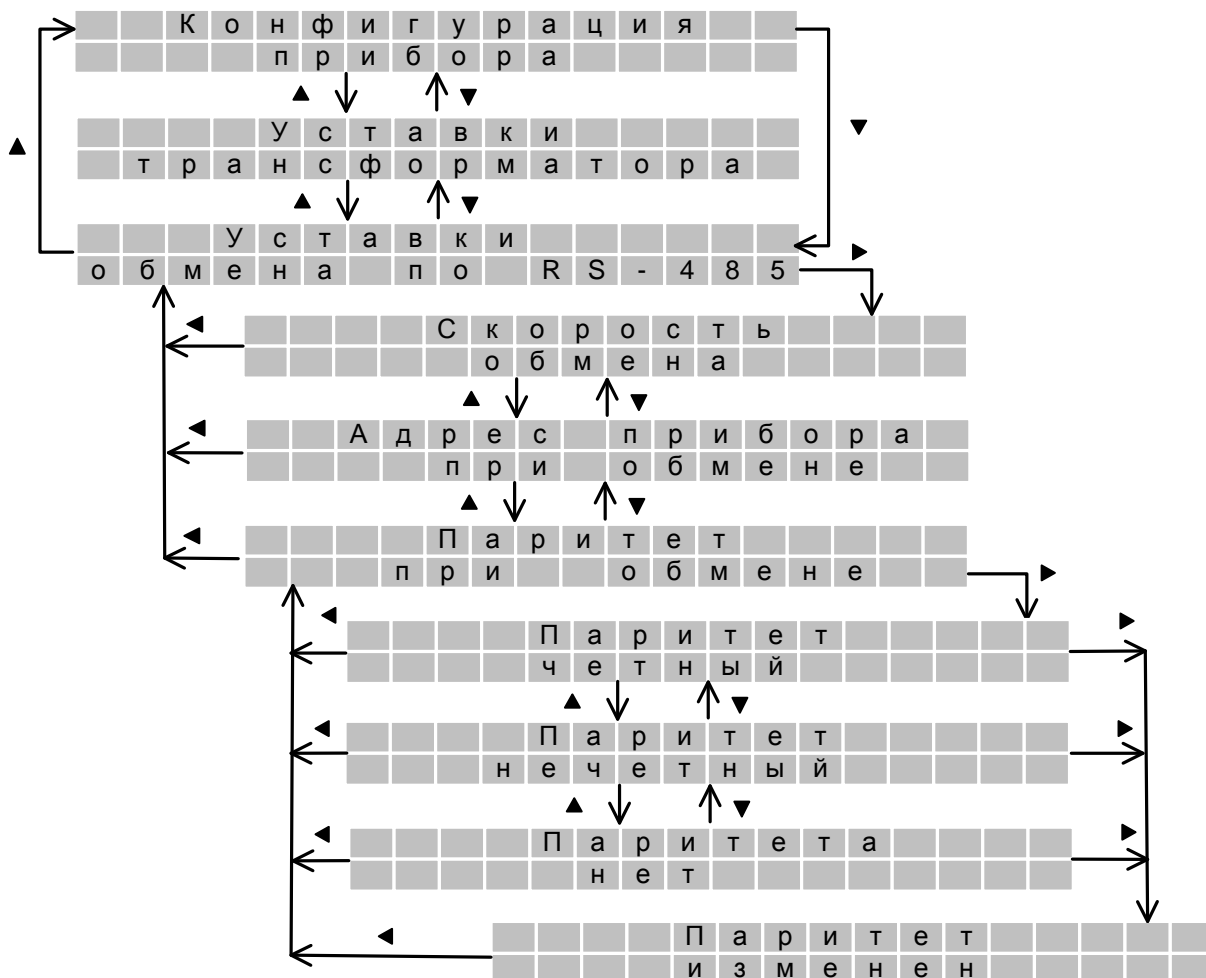 Конфигурация
прибора
Уставки
трансформатора
Уставки
обмена по RS-485
Скорость
обмена
Адрес прибора
при обмене
Паритет
при обмене
Паритет
четный
Паритет
нечетный
Паритета
нет
Паритет
изменен